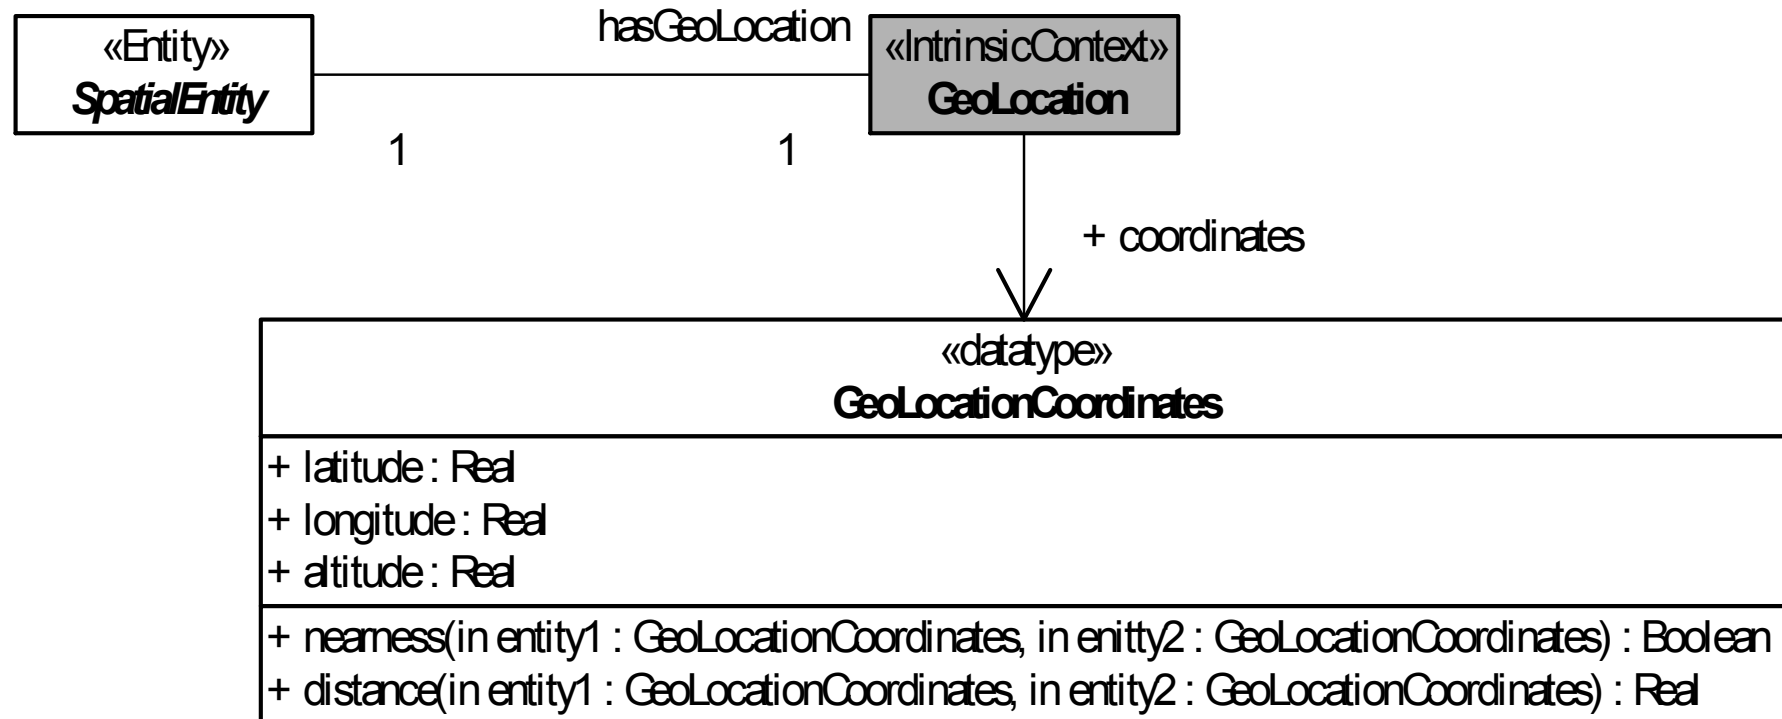 «Entity»
SpatialEntity
hasGeoLocation
«IntrinsicContext»
GeoLocation
1
1
+ coordinates
«datatype»
GeoLocationCoordinates
+ latitude : Real
+ longitude : Real
+ altitude : Real
+ nearness(in entity1 : GeoLocationCoordinates, in enitty2 : GeoLocationCoordinates) : Boolean
+ distance(in entity1 : GeoLocationCoordinates, in entity2 : GeoLocationCoordinates) : Real